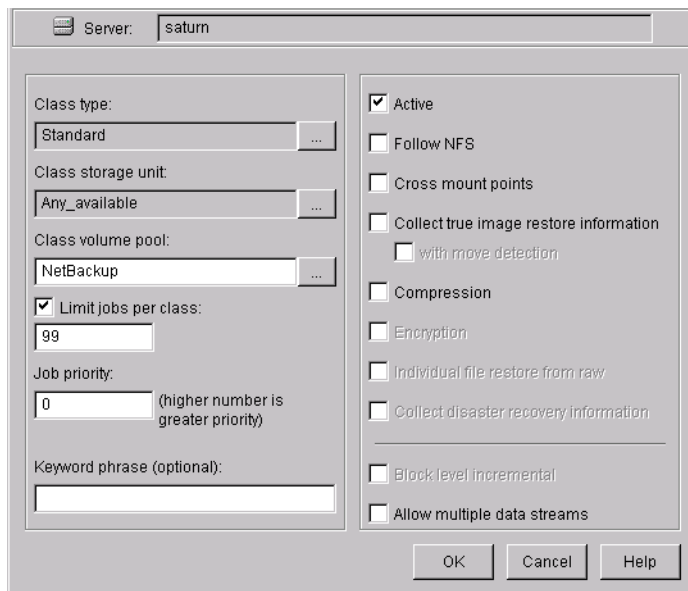 Server: saturn
Class type:
Standard
...
Class storage unit:
Any_available
...
Class volume pool:
NetBackup
...
Limit jobs per class:
99
Job priority:
0
(higher number is
greater priority)
Keyword phrase (optional):
Active
Follow NFS
Cross mount points
Collect true image restore information
with move detection
Compression
Encryption
Individual file restore from raw
Collect disaster recovery information
Block level incremental
Allow multiple data streams
OK
Cancel
Help